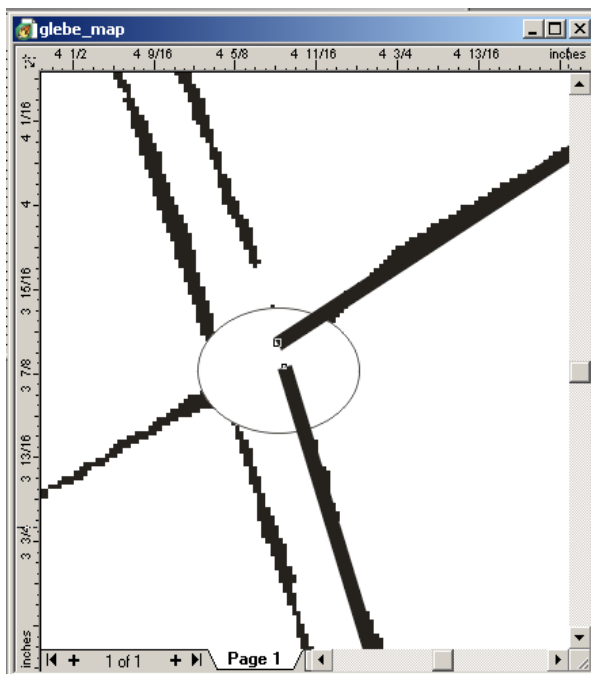 glebe_map
4 1/2 4 9/16 4 5/8 4 11/16 4 3/4 4 13/16 inches
4 1/16
4
3 15/16
3 7/8
3 13/16
3 3/4
inches
1 of 1 Page 1